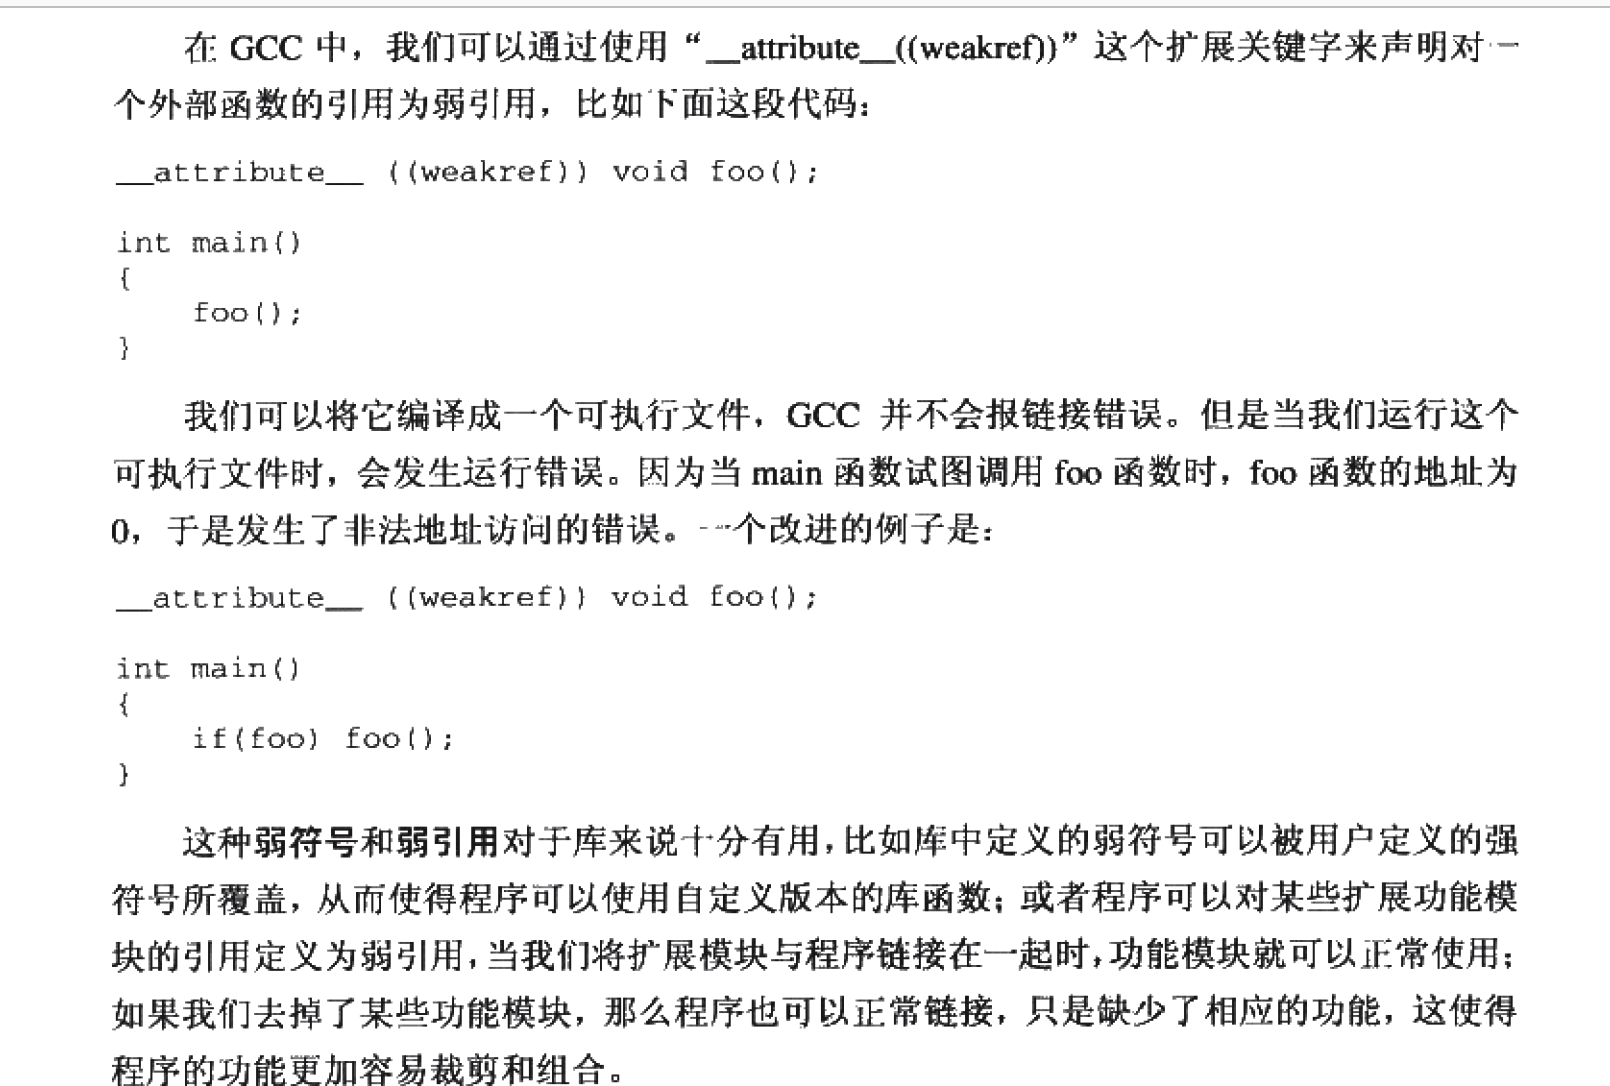 在 GCC 中，我们可以通过使用“__attribute__((weakref))”这个扩展关键字来声明对一
个外部函数的引用为弱引用，比如下面这段代码：
__attribute__ ((weakref)) void foo();
int main()
{
    foo();
}
我们可以将它编译成一个可执行文件，GCC 并不会报链接错误。但是当我们运行这个
可执行文件时，会发生运行错误。因为当 main 函数试图调用 foo 函数时，foo 函数的地址为
0，于是发生了非法地址访问的错误。一个改进的例子是：
__attribute__ ((weakref)) void foo();
int main()
{
    if(foo) foo();
}
这种弱符号和弱引用对于库来说十分有用，比如库中定义的弱符号可以被用户定义的强
符号所覆盖，从而使得程序可以使用自定义版本的库函数；或者程序可以对某些扩展功能模
块的引用定义为弱引用，当我们将扩展模块与程序链接在一起时，功能模块就可以正常使用；
如果我们去掉了某些功能模块，那么程序也可以正常链接，只是缺少了相应的功能，这使得
程序的功能更加容易裁剪和组合。